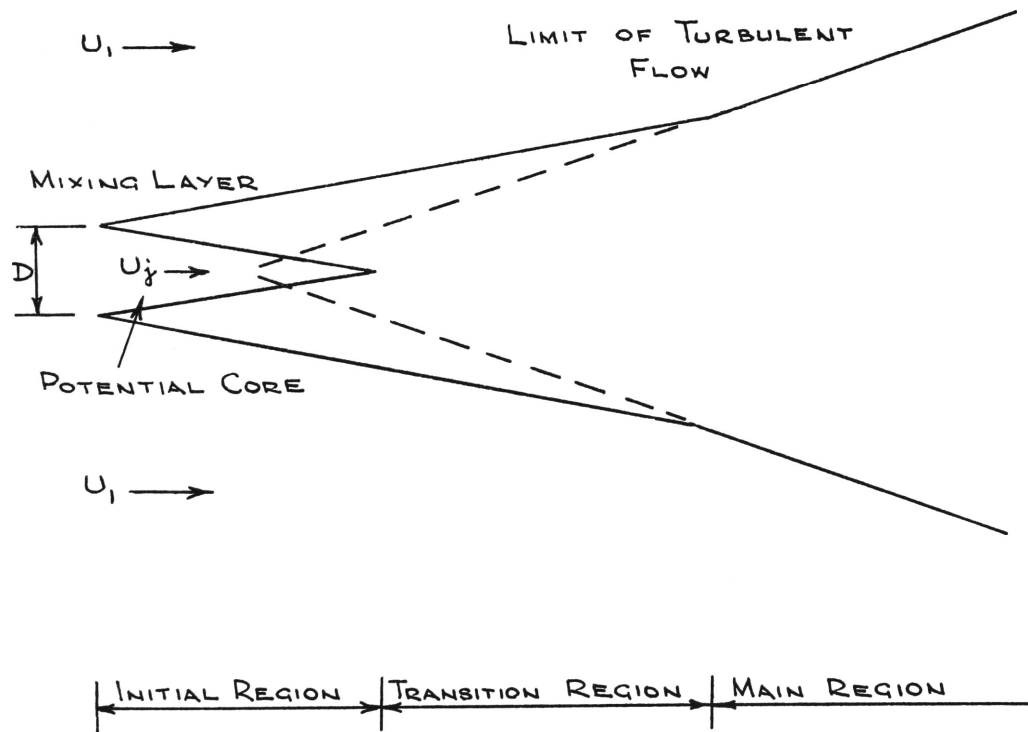 U₁
LIMIT OF TURBULENT
FLOW
MIXING LAYER
D
Uj
POTENTIAL CORE
U₁
INITIAL REGION
TRANSITION REGION
MAIN REGION